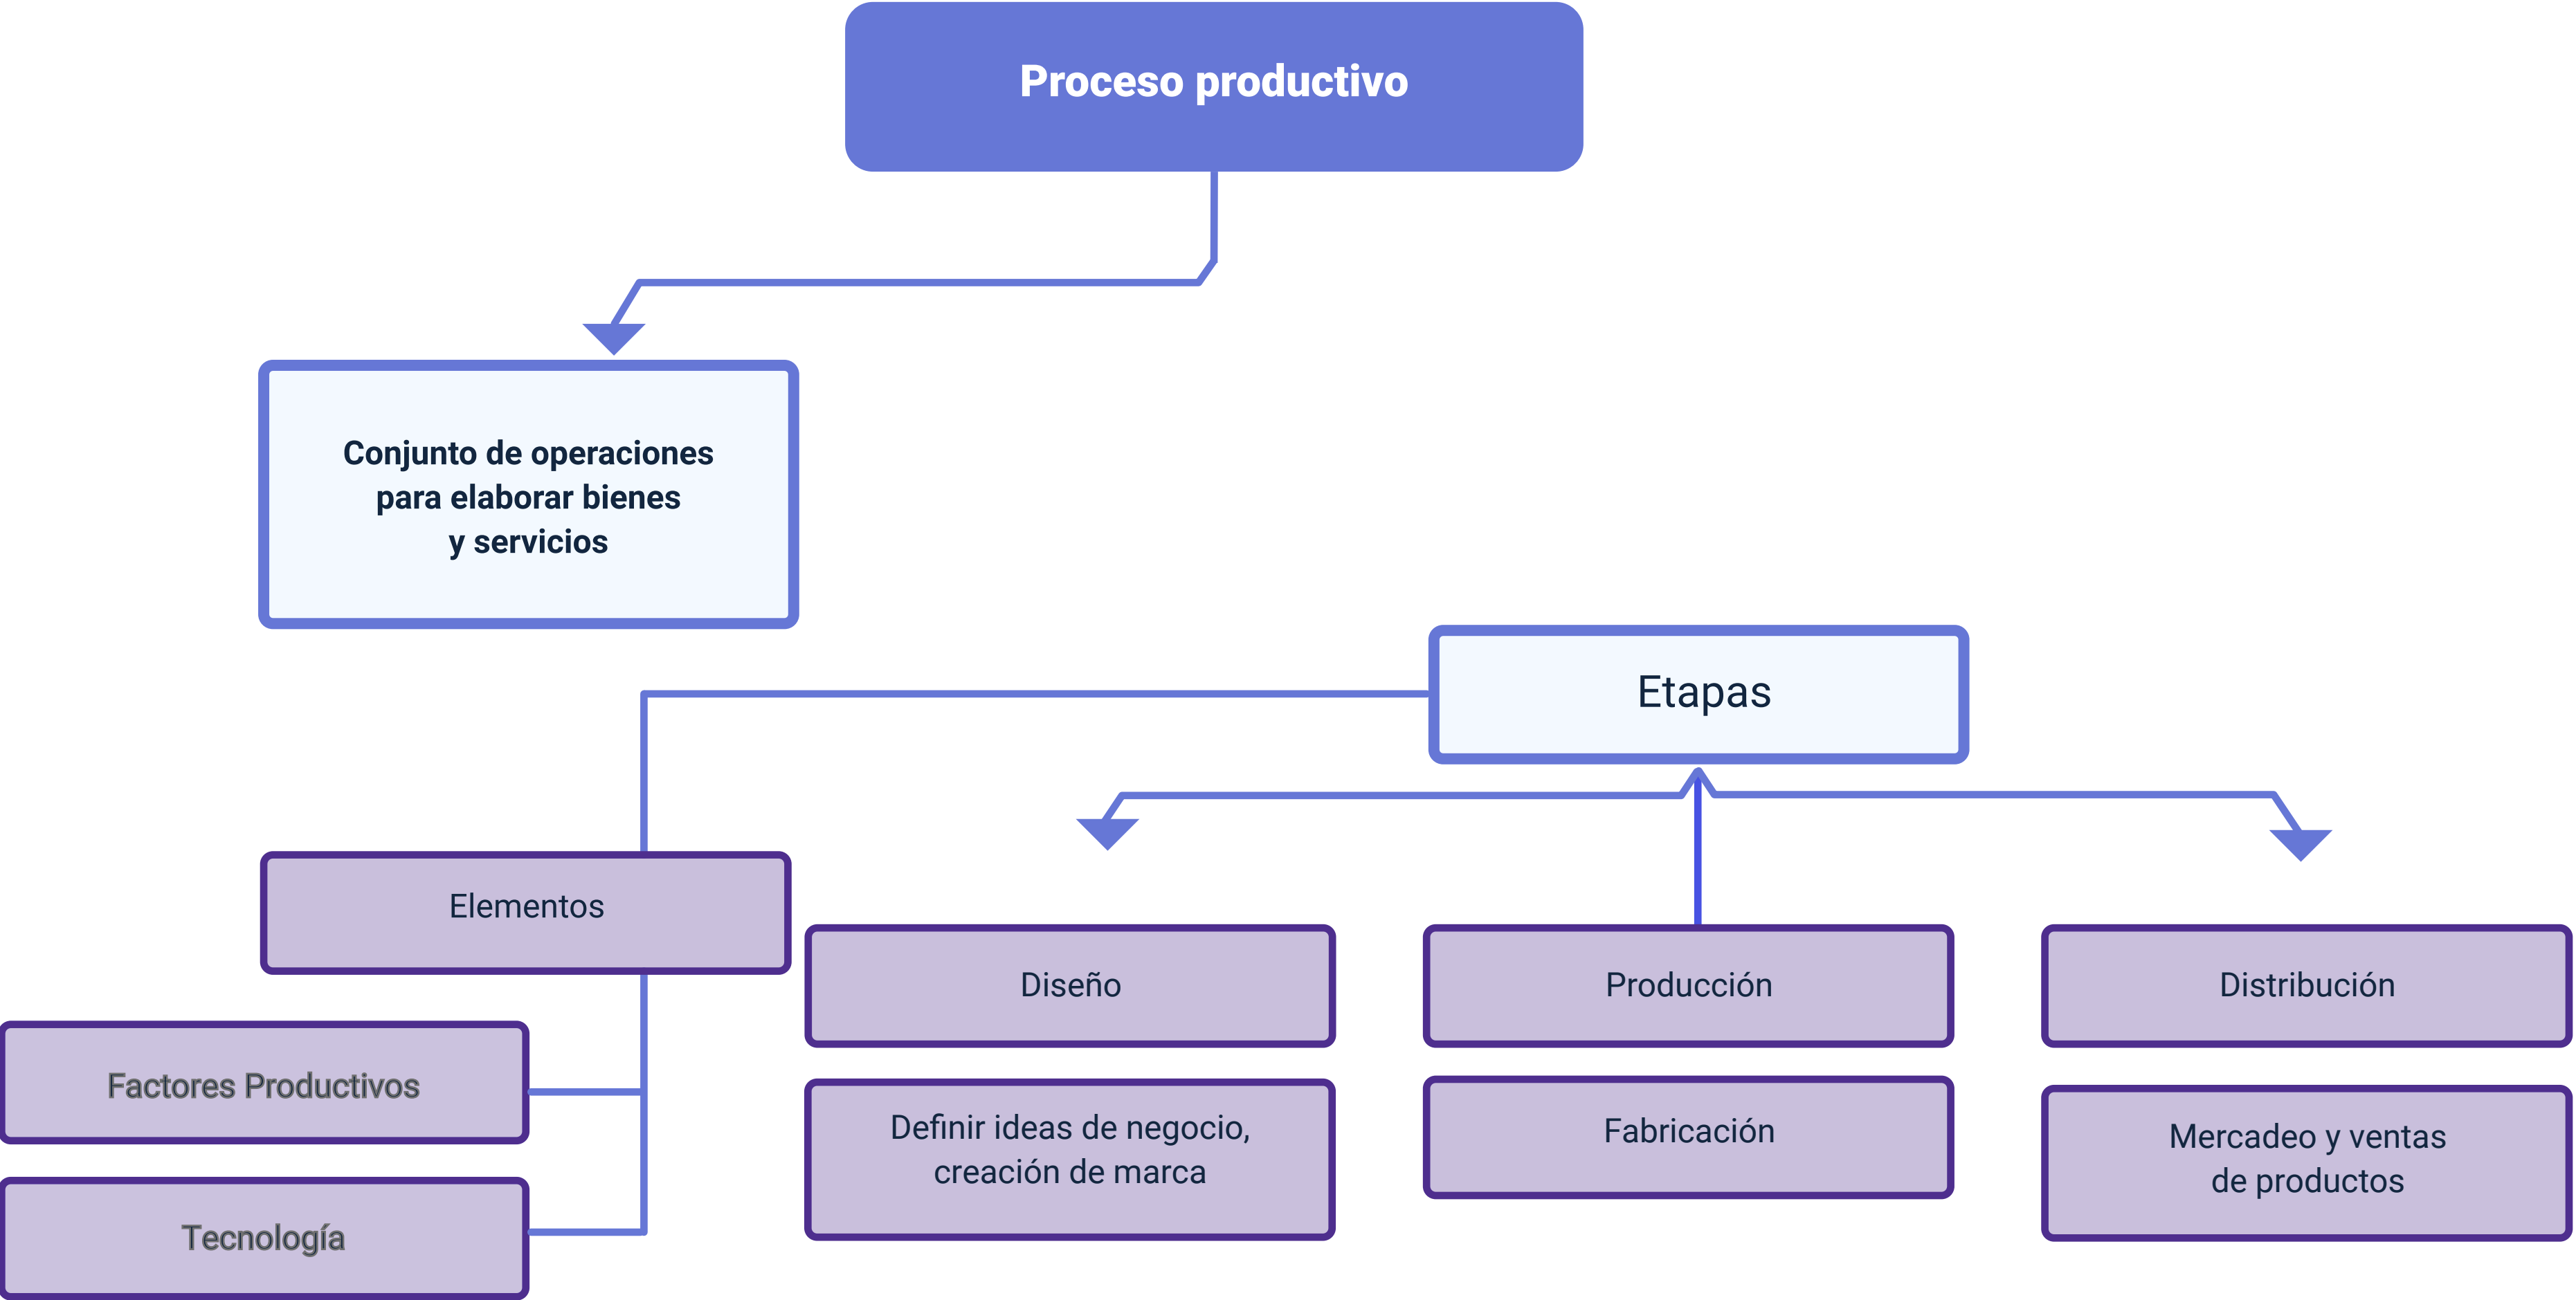 Proceso productivo
Conjunto de operaciones
para elaborar bienes
y servicios
Etapas
Elementos
Factores Productivos
Tecnología
Diseño
Definir ideas de negocio,
creación de marca
Producción
Fabricación
Distribución
Mercadeo y ventas
de productos